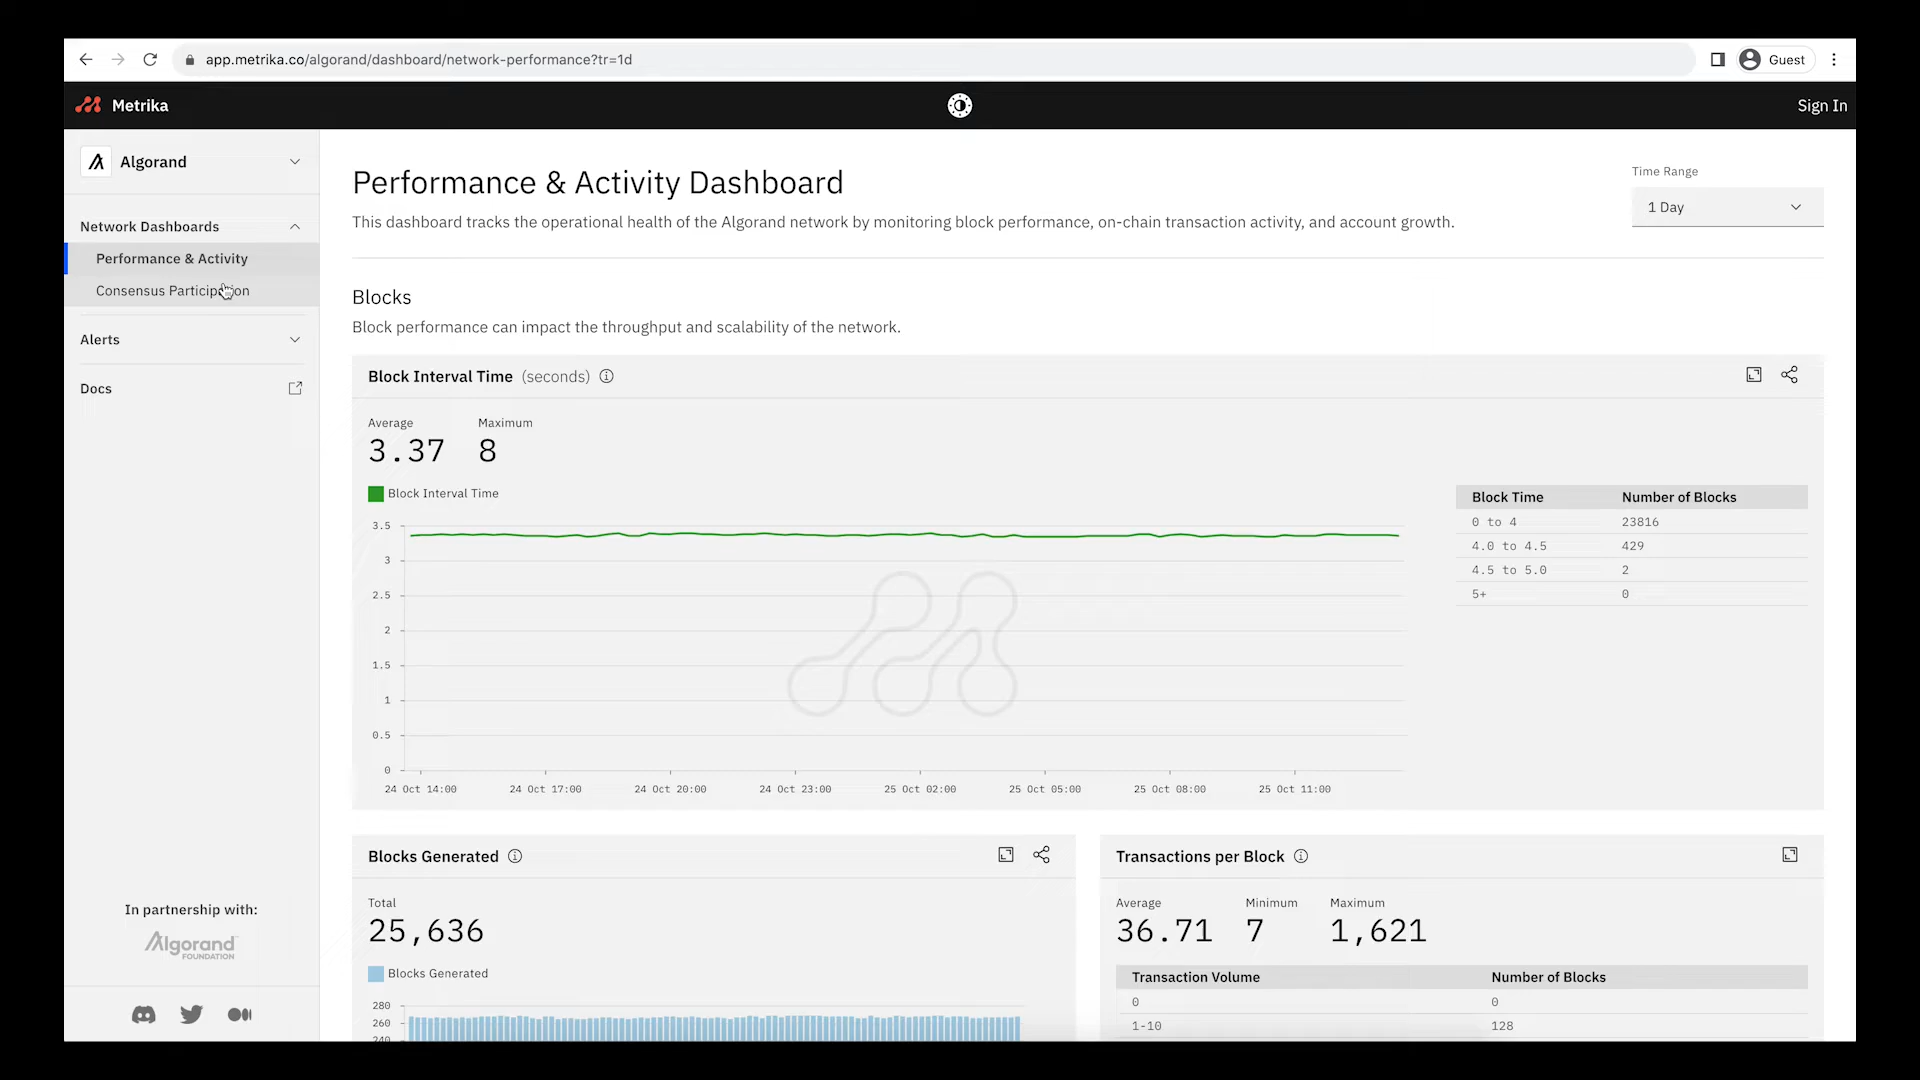 app.metrika.co/algorand/dashboard/network-performance?tr=1d
Guest
Metrika
Sign In
Algorand
Network Dashboards
Performance & Activity
Consensus Participation
Alerts
Docs
In partnership with:
Algorand
FOUNDATION
Performance & Activity Dashboard
This dashboard tracks the operational health of the Algorand network by monitoring block performance, on-chain transaction activity, and account growth.
Time Range
1 Day
Blocks
Block performance can impact the throughput and scalability of the network.
Block Interval Time (seconds)
Average Maximum
3.37 8
Block Interval Time
3.5
3
2.5
2
1.5
1
0.5
0
24 Oct 14:00 24 Oct 17:00 24 Oct 20:00 24 Oct 23:00 25 Oct 02:00 25 Oct 05:00 25 Oct 08:00 25 Oct 11:00
Block Time Number of Blocks
0 to 4 23816
4.0 to 4.5 429
4.5 to 5.0 2
5+ 0
Blocks Generated
Total
25,636
Blocks Generated
280
260
240
Transactions per Block
Average Minimum Maximum
36.71 7 1,621
Transaction Volume Number of Blocks
0 0
1-10 128